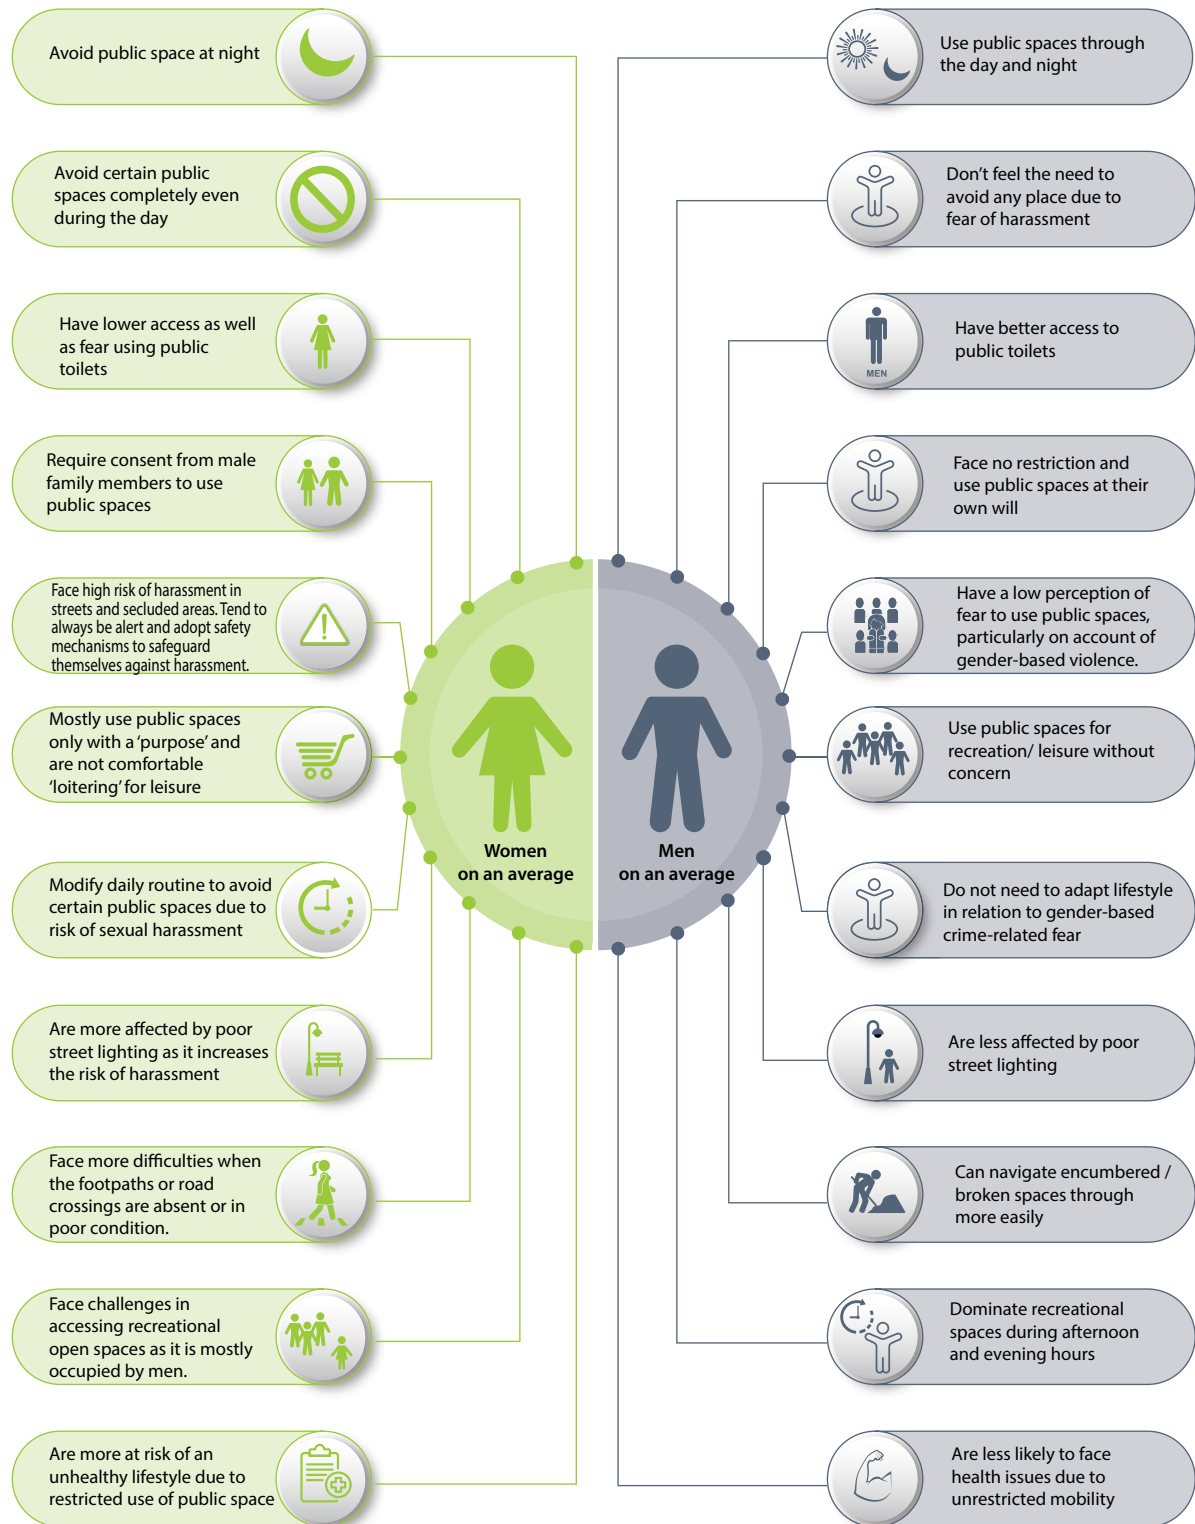 Avoid public space at night
Use public spaces through
the day and night
Avoid certain public
spaces completely even
during the day
Don't feel the need to
avoid any place due to
fear of harassment
Have lower access as well
as fear using public
toilets
MEN
Have better access to
public toilets
Require consent from male
family members to use
public spaces
Face no restriction and
use public spaces at their
own will
Face high risk of harassment in
streets and secluded areas. Tend to
always be alert and adopt safety
mechanisms to safeguard
themselves against harassment.
Have a low perception of
fear to use public spaces,
particularly on account of
gender-based violence.
Mostly use public spaces
only with a 'purpose' and
are not comfortable
'loitering' for leisure
Use public spaces for
recreation/ leisure without
concern
Women
on an average
Men
on an average
Modify daily routine to avoid
certain public spaces due to
risk of sexual harassment
Do not need to adapt lifestyle
in relation to gender-based
crime-related fear
Are more affected by poor
street lighting as it increases
the risk of harassment
Are less affected by poor
street lighting
Face more difficulties when
the footpaths or road
crossings are absent or in
poor condition.
Can navigate encumbered /
broken spaces through
more easily
Face challenges in
accessing recreational
open spaces as it is mostly
occupied by men.
Dominate recreational
spaces during afternoon
and evening hours
Are more at risk of an
unhealthy lifestyle due to
restricted use of public space
Are less likely to face
health issues due to
unrestricted mobility